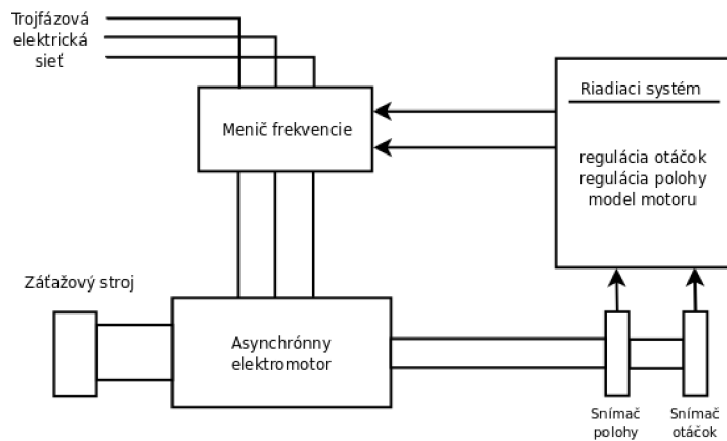 Trojfázová
elektrická
sieť
Menič frekvencie
Riadiaci systém
regulácia otáčok
regulácia polohy
model motoru
Záťažový stroj
Asynchrónny
elektromotor
Snímač
polohy
Snímač
otáčok